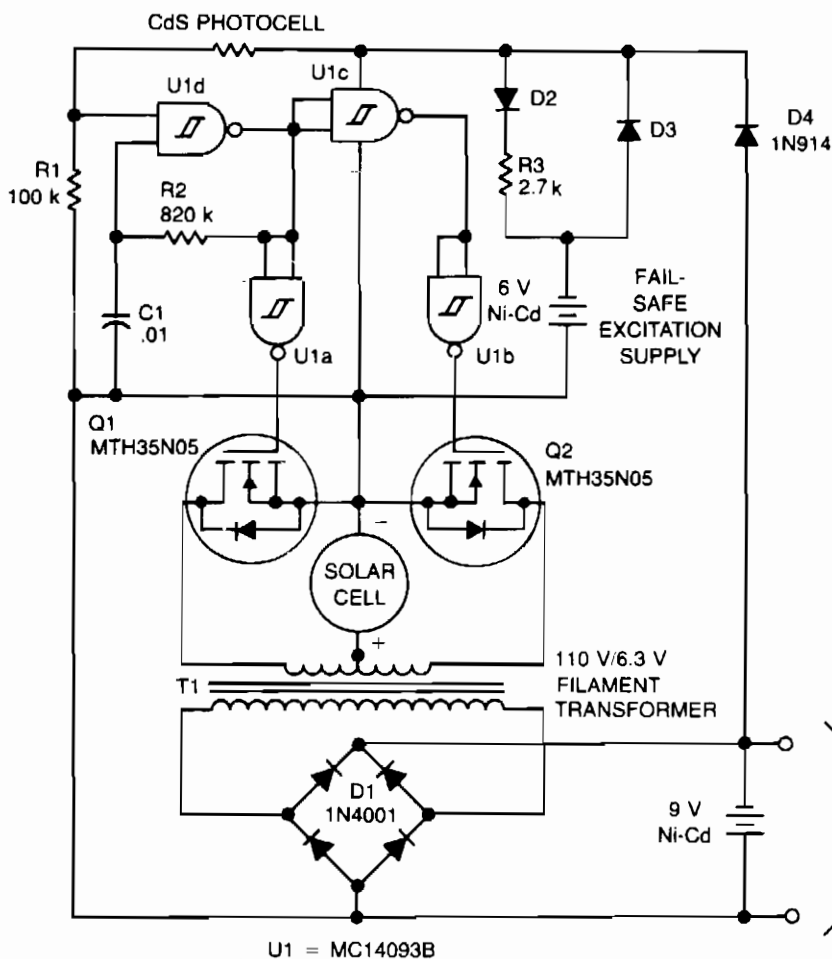 CdS PHOTOCELL
U1d
U1c
D2
D3
D4
1N914
R1
100 k
R2
820 k
R3
2.7 k
C1
.01
U1a
U1b
6 V
Ni-Cd
FAIL-
SAFE
EXCITATION
SUPPLY
Q1
MTH35N05
Q2
MTH35N05
−
SOLAR
CELL
+
T1
110 V/6.3 V
FILAMENT
TRANSFORMER
D1
1N4001
9 V
Ni-Cd
U1 = MC14093B